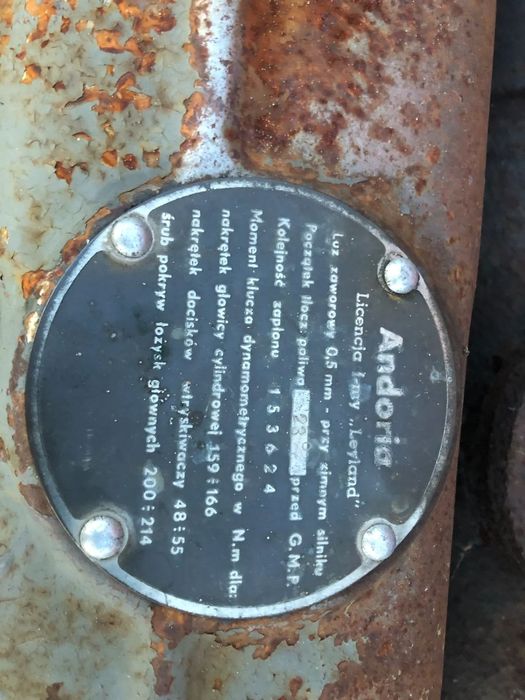 Andoria
Licencja f-my „Leyland”
Luz zaworowy 0,5 mm - przy zimnym silniku
Początek tłocz. paliwa 23° przed G.M.P.
Kolejność zapłonu 1 5 3 6 2 4
Moment klucza dynamometrycznego w N.m dla:
nakrętek głowicy cylindrowej 159÷166
nakrętek docisków wtryskiwaczy 48÷55
śrub pokryw łożysk głównych 200÷214